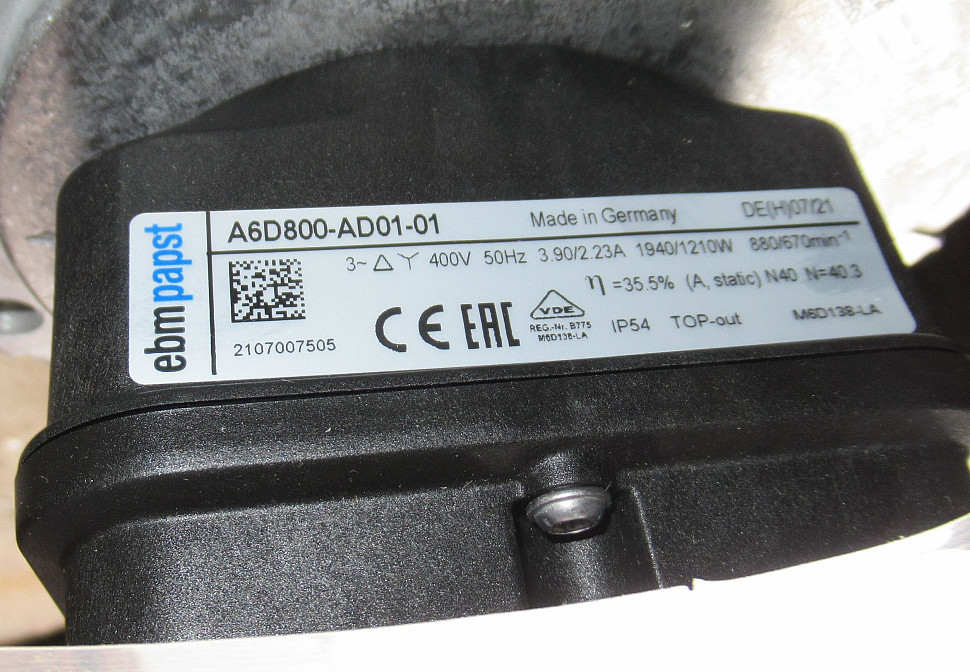 ebmpapst
A6D800-AD01-01 Made in Germany DE(H)07/21
3~ △ Y 400V 50Hz 3.90/2.23A 1940/1210W 880/670min⁻¹
η =35.5% (A, static) N40 N=40.3
CE EAC VDE IP54 TOP-out M6D138-LA
REG.-Nr. B775
M6D138-LA
2107007505